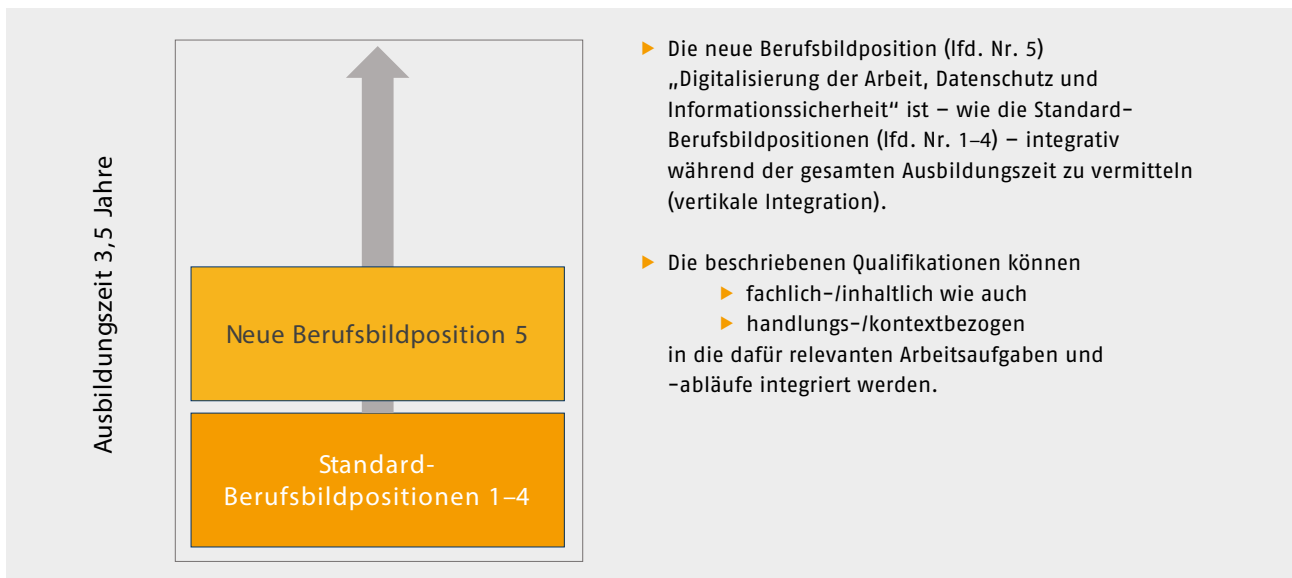 Ausbildungszeit 3,5 Jahre
Neue Berufsbildposition 5
Standard-
Berufsbildpositionen 1–4
Die neue Berufsbildposition (lfd. Nr. 5)
„Digitalisierung der Arbeit, Datenschutz und
Informationssicherheit“ ist – wie die Standard-
Berufsbildpositionen (lfd. Nr. 1–4) – integrativ
während der gesamten Ausbildungszeit zu vermitteln
(vertikale Integration).
Die beschriebenen Qualifikationen können
fachlich-/inhaltlich wie auch
handlungs-/kontextbezogen
in die dafür relevanten Arbeitsaufgaben und
-abläufe integriert werden.